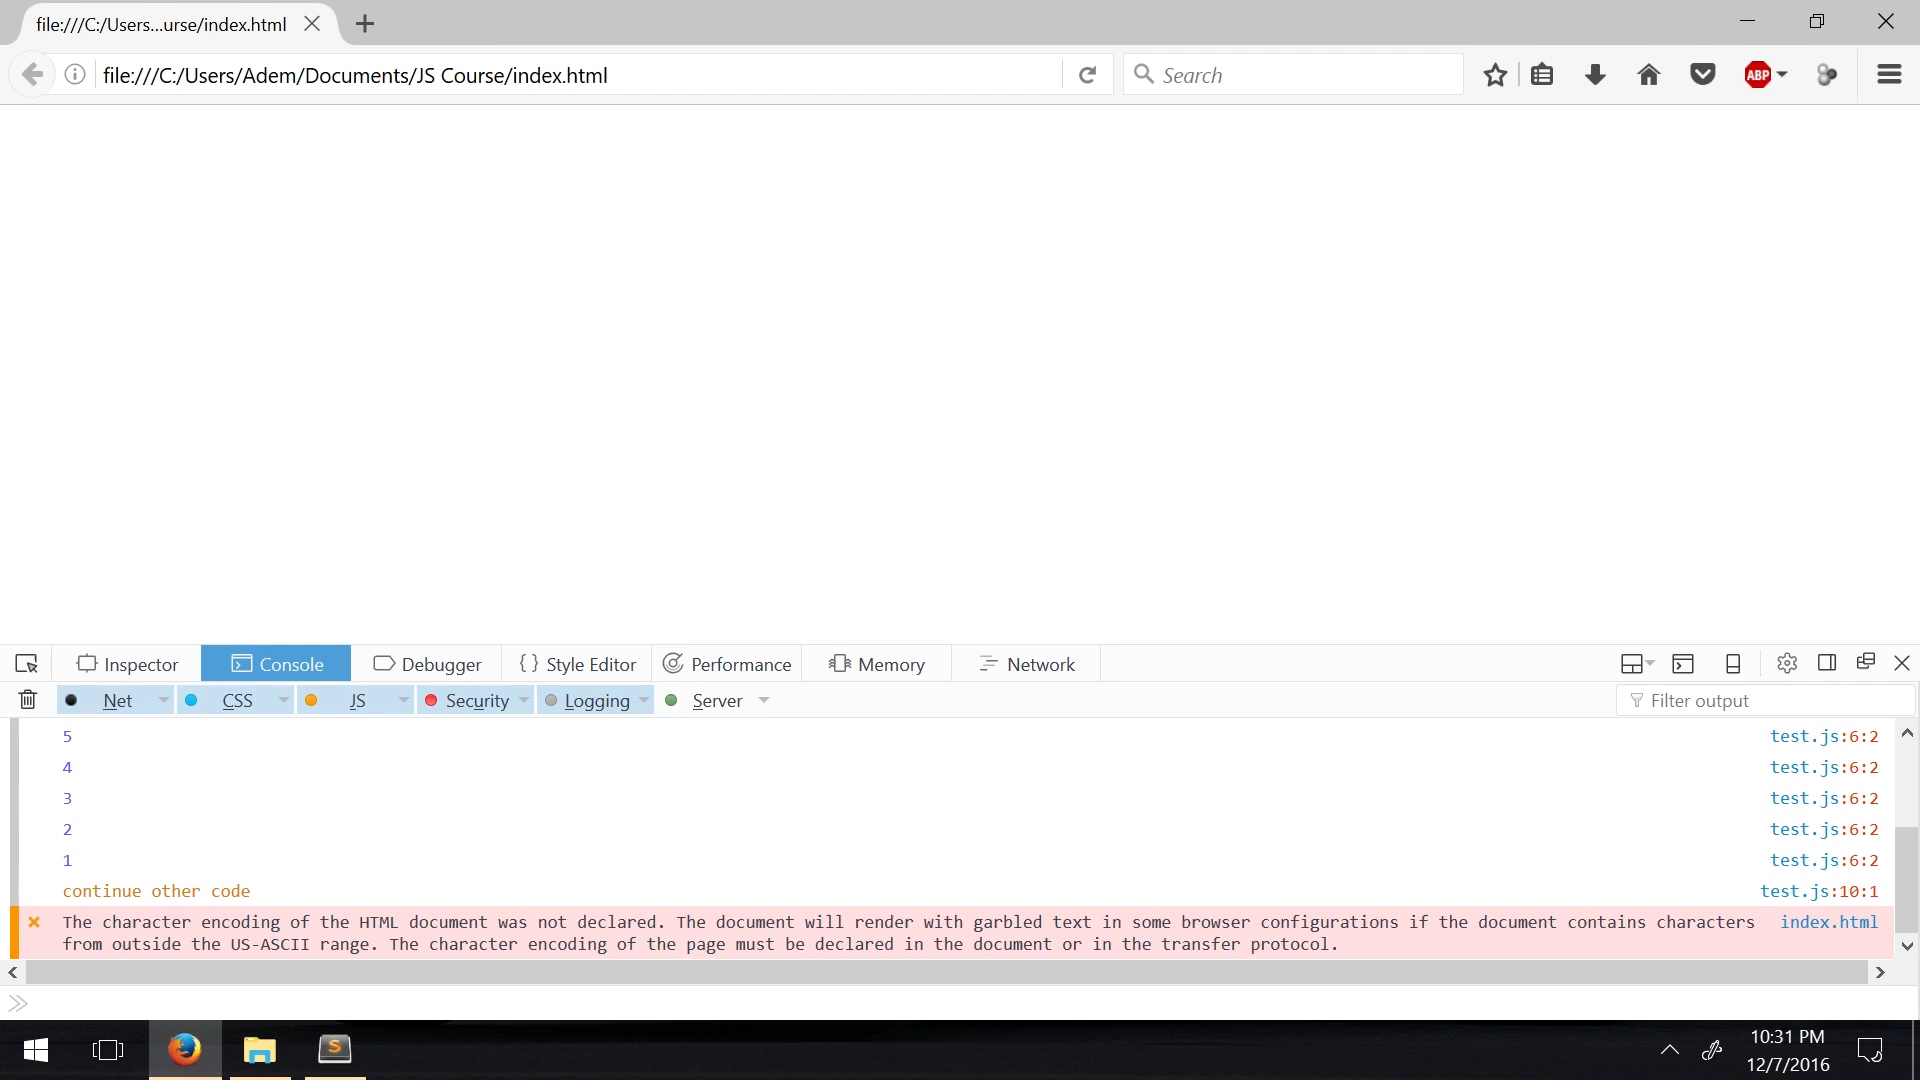 file:///C:/Users...urse/index.html
file:///C:/Users/Adem/Documents/JS Course/index.html
Search
ABP
Inspector
Console
Debugger
Style Editor
Performance
Memory
Network
Net
CSS
JS
Security
Logging
Server
Filter output
5 test.js:6:2
4 test.js:6:2
3 test.js:6:2
2 test.js:6:2
1 test.js:6:2
continue other code test.js:10:1
The character encoding of the HTML document was not declared. The document will render with garbled text in some browser configurations if the document contains characters index.html
from outside the US-ASCII range. The character encoding of the page must be declared in the document or in the transfer protocol.
S
10:31 PM
12/7/2016